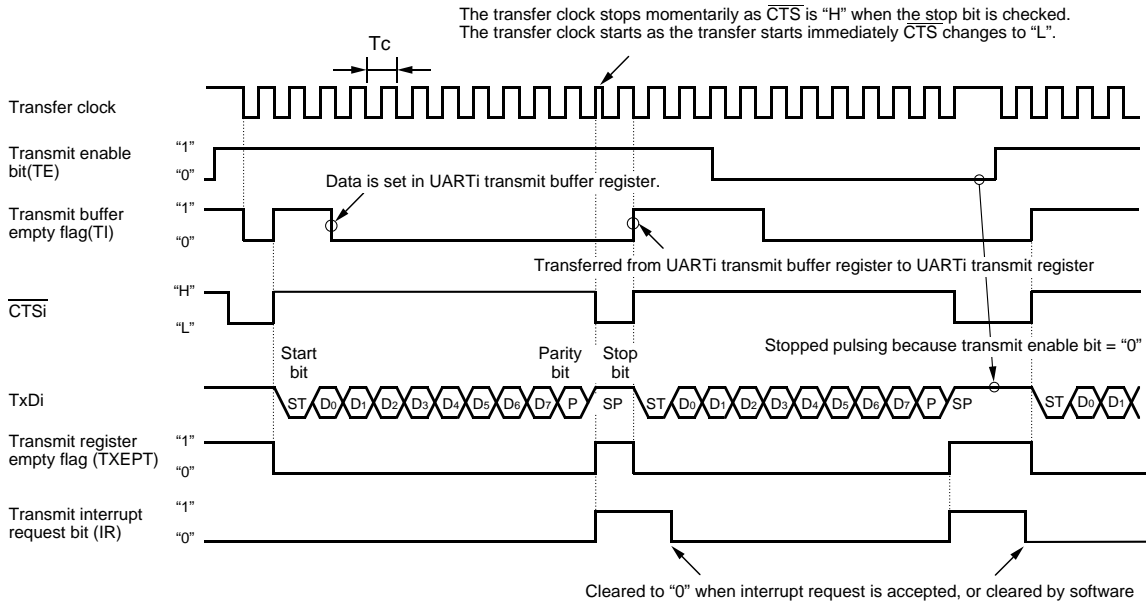 The transfer clock stops momentarily as CTS is “H” when the stop bit is checked.
The transfer clock starts as the transfer starts immediately CTS changes to “L”.
Tc
Transfer clock
Transmit enable
bit(TE)
“1”
“0”
Data is set in UARTi transmit buffer register.
Transmit buffer
empty flag(TI)
“1”
“0”
Transferred from UARTi transmit buffer register to UARTi transmit register
CTSi
“H”
“L”
Stopped pulsing because transmit enable bit = “0”
Start
bit
Parity
bit
Stop
bit
TxDi
ST D0 D1 D2 D3 D4 D5 D6 D7 P SP ST D0 D1 D2 D3 D4 D5 D6 D7 P SP ST D0 D1
Transmit register
empty flag (TXEPT)
“1”
“0”
Transmit interrupt
request bit (IR)
“1”
“0”
Cleared to “0” when interrupt request is accepted, or cleared by software